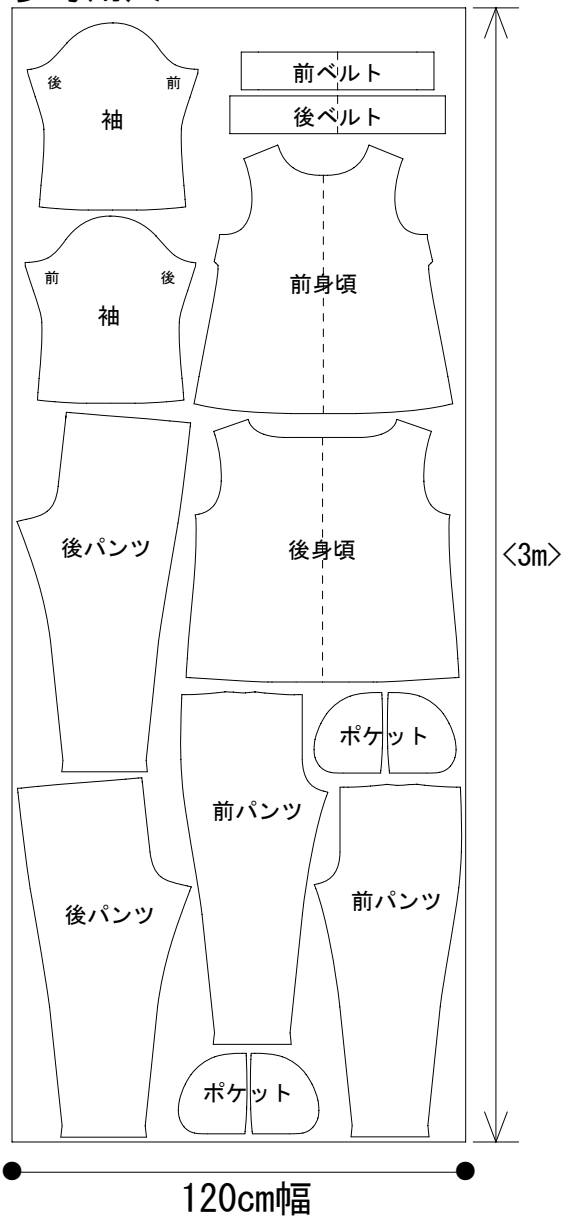 後 前
袖
前ベルト
後ベルト
前 後
袖
前身頃
後パンツ
後身頃
<3m>
ポケット
前パンツ
後パンツ
前パンツ
ポケット
120cm幅